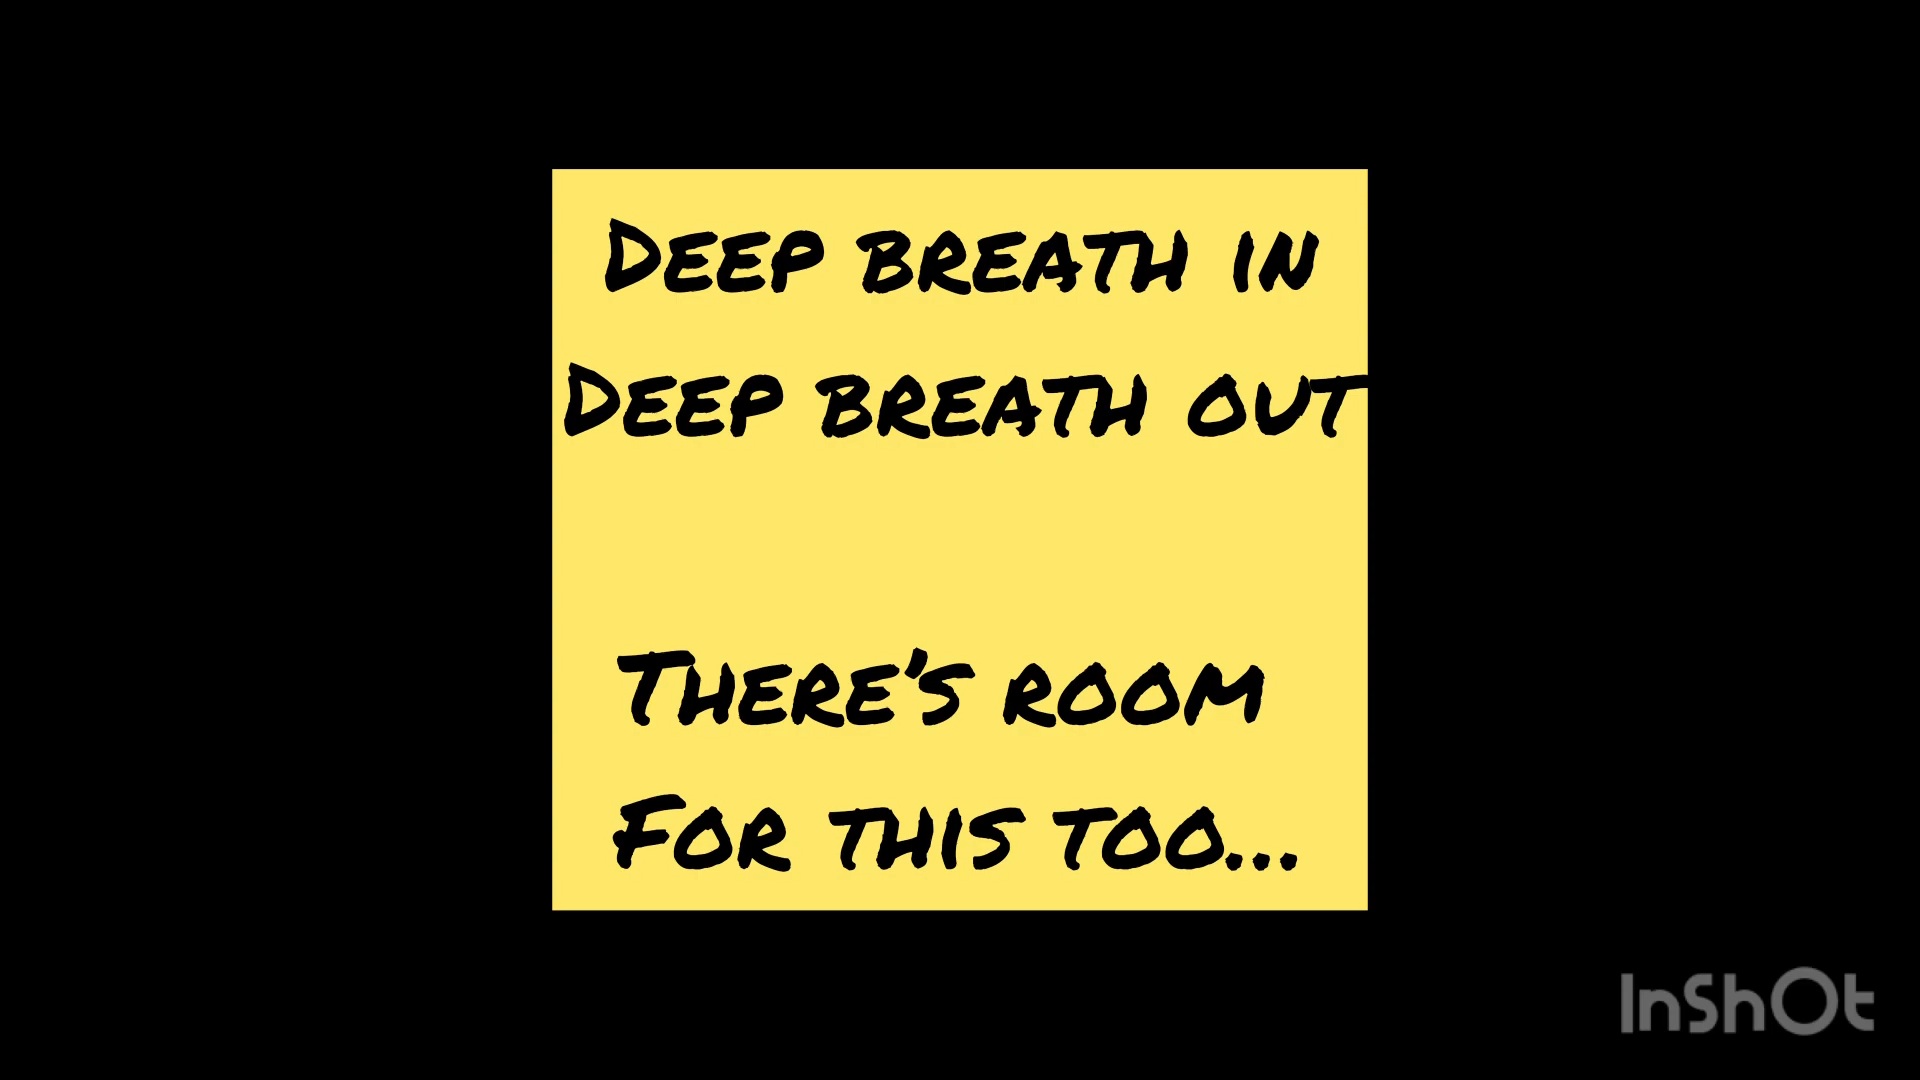 Deep breath in
Deep breath out
There's room
For this too...
InShOt